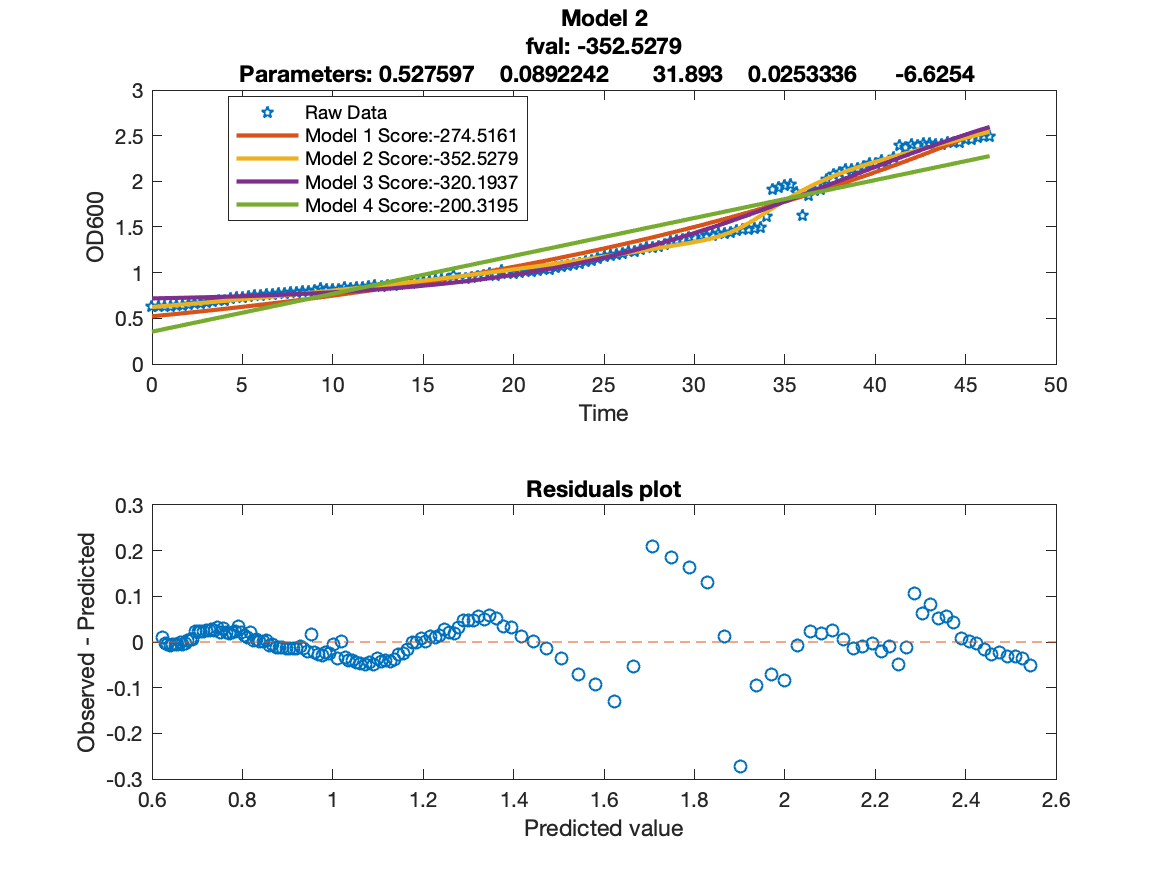 Model 2
fval: -352.5279
Parameters: 0.527597 0.0892242 31.893 0.0253336 -6.6254
3
2.5
2
1.5
1
0.5
0
OD600
Raw Data
Model 1 Score:-274.5161
Model 2 Score:-352.5279
Model 3 Score:-320.1937
Model 4 Score:-200.3195
0 5 10 15 20 25 30 35 40 45 50
Time
Residuals plot
0.3
0.2
0.1
0
-0.1
-0.2
-0.3
Observed - Predicted
0.6 0.8 1 1.2 1.4 1.6 1.8 2 2.2 2.4 2.6
Predicted value